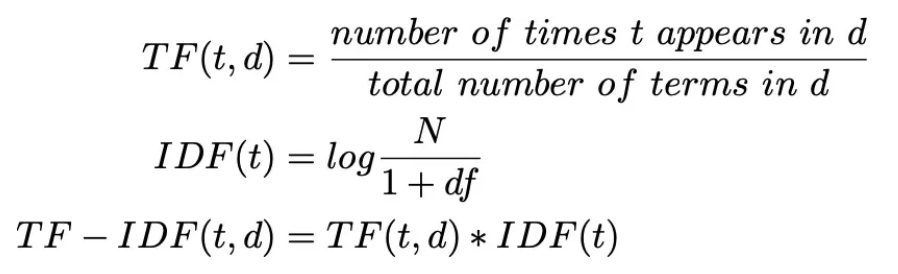 TF(t, d) = number of times t appears in d / total number of terms in d
IDF(t) = log N / 1 + df
TF − IDF(t, d) = TF(t, d) * IDF(t)